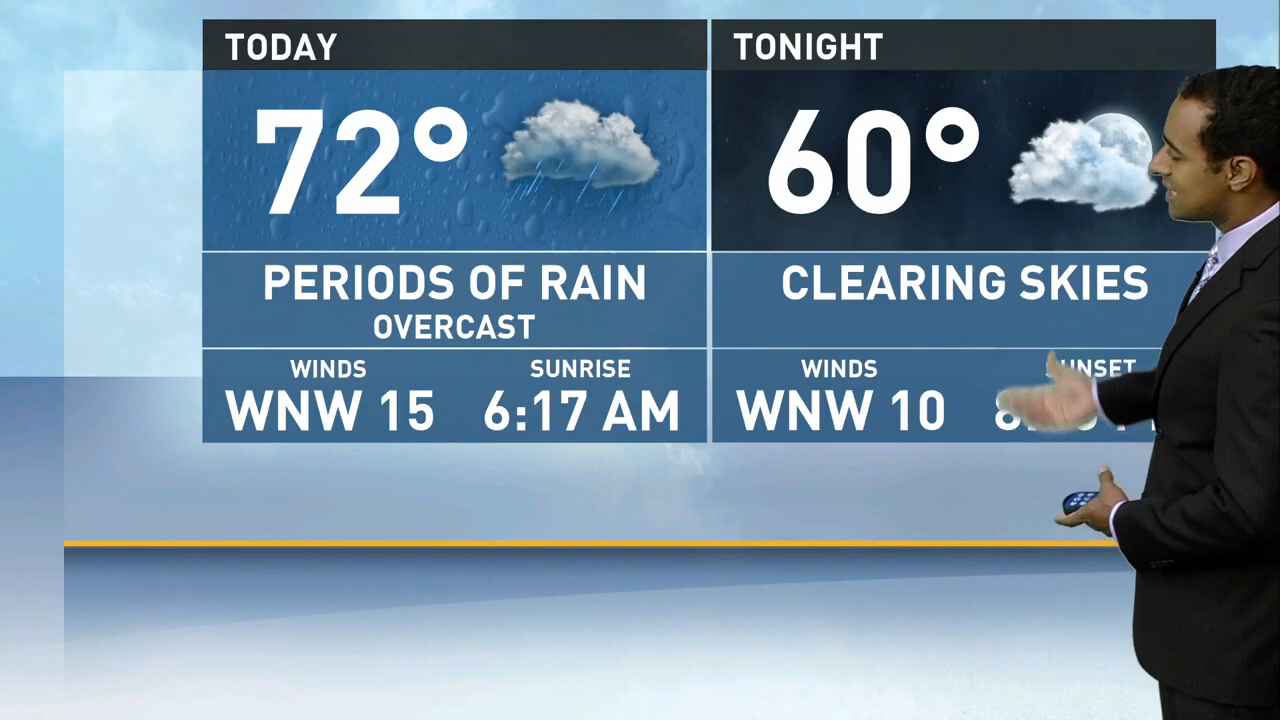 TODAY
72°
PERIODS OF RAIN
OVERCAST
WINDS
SUNRISE
WNW 15
6:17 AM
TONIGHT
60°
CLEARING SKIES
WINDS
WNW 10